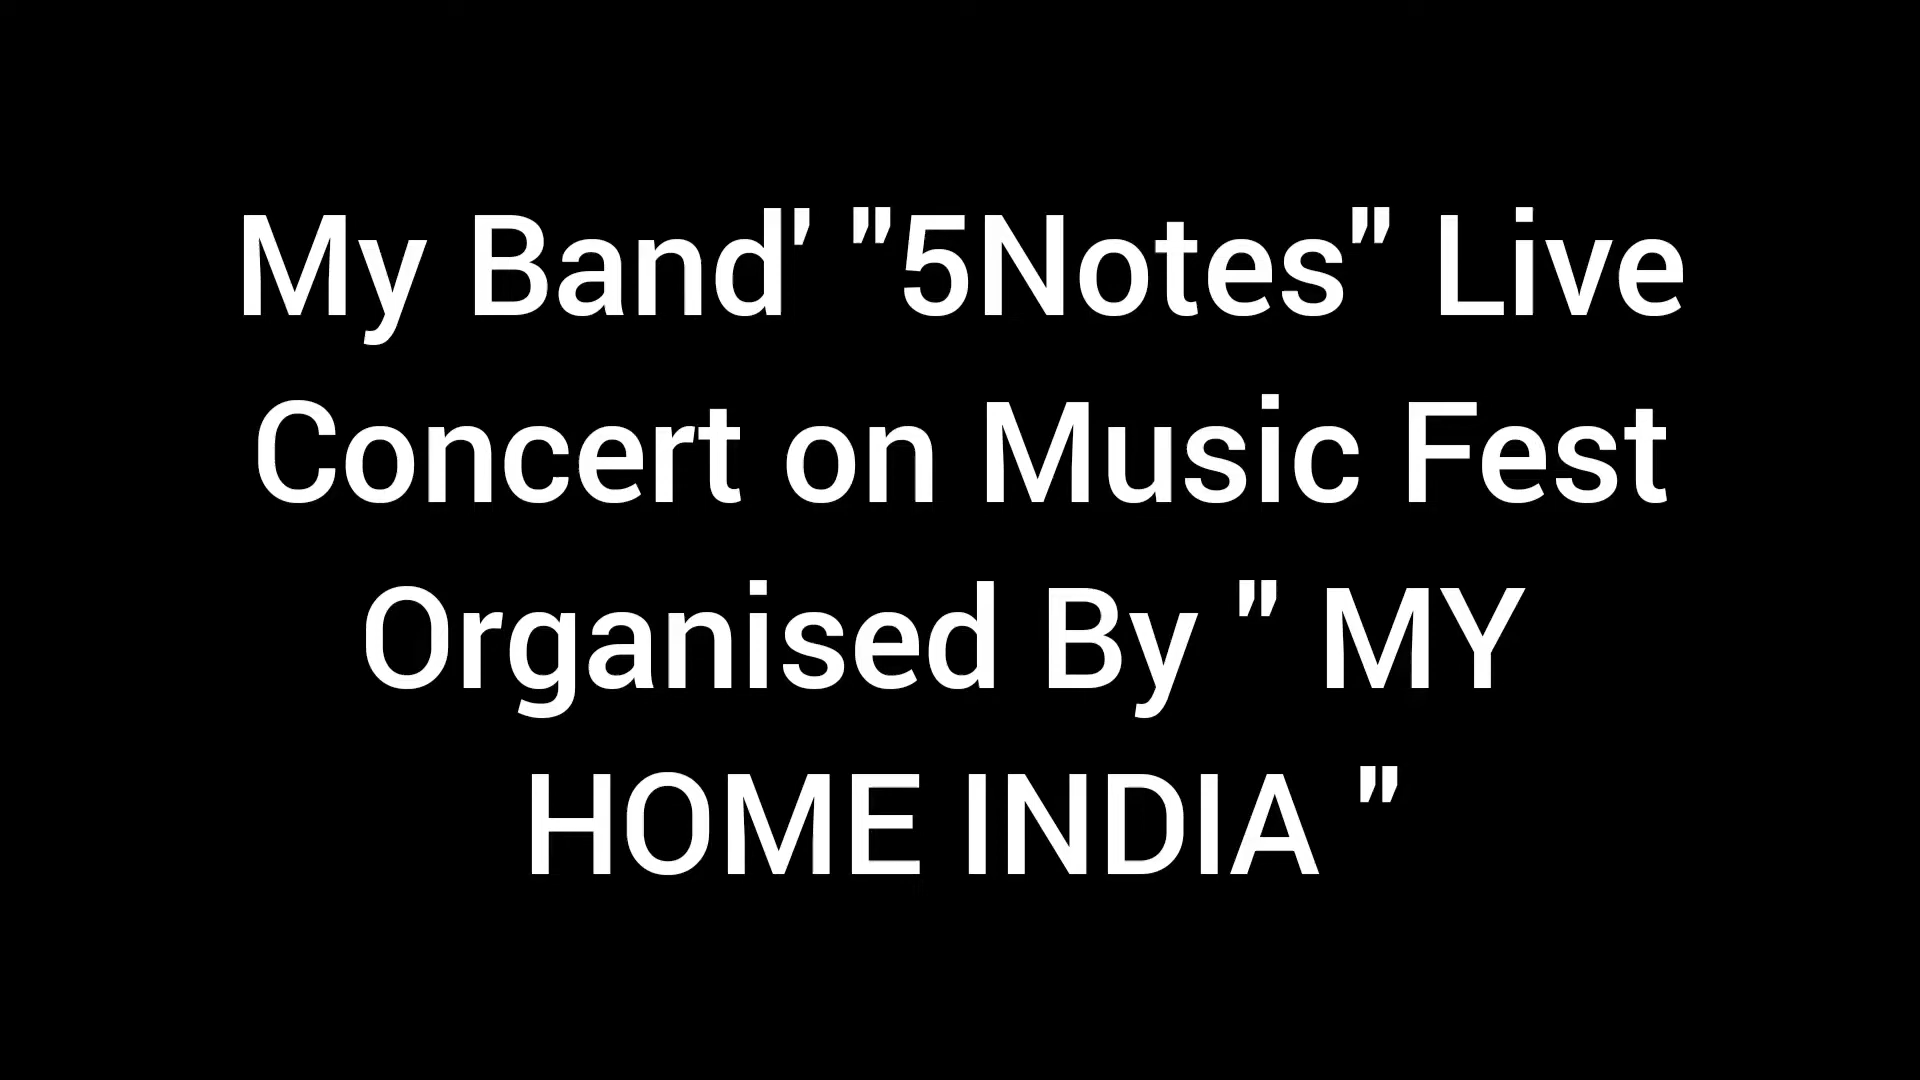 My Band' "5Notes" Live
Concert on Music Fest
Organised By " MY
HOME INDIA "